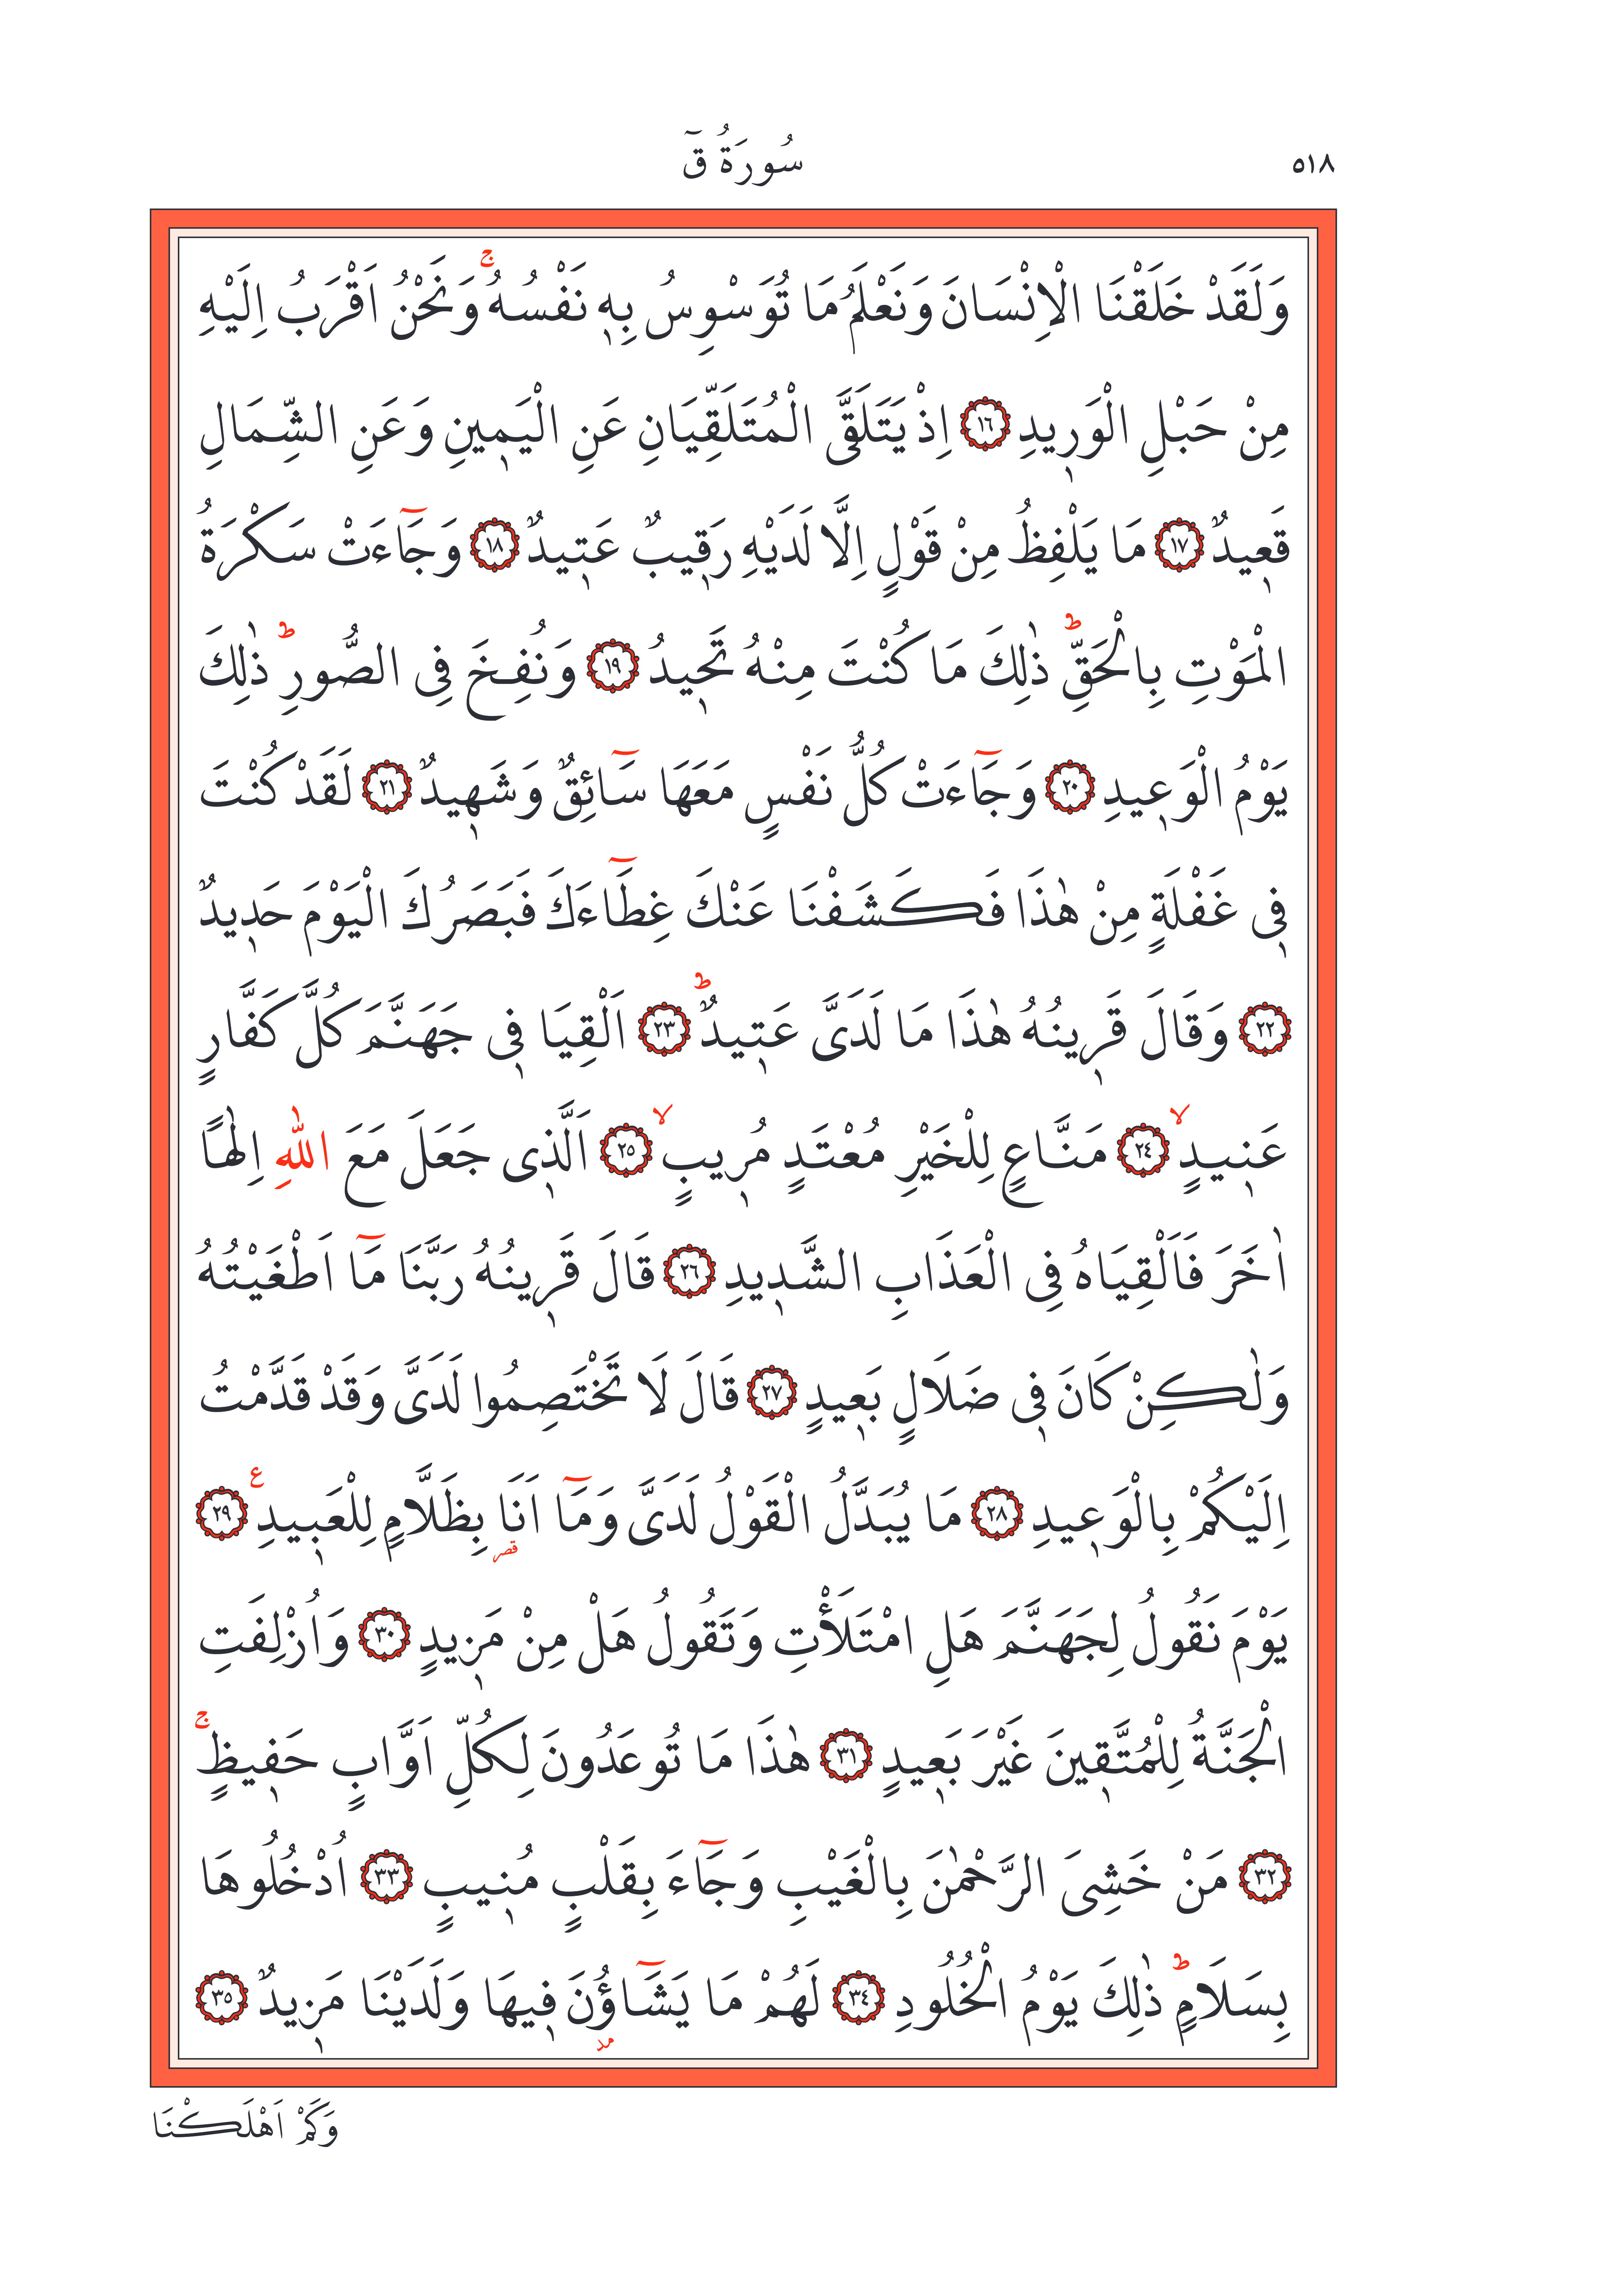 ٥١٨
سُورَةُ قٓ
وَلَقَدْ خَلَقْنَا الْاِنْسَانَ وَنَعْلَمُ مَا تُوَسْوِسُ بِهٖ نَفْسُهُۚ وَنَحْنُ اَقْرَبُ اِلَيْهِ
مِنْ حَبْلِ الْوَرٖيدِ ﴿١٦﴾ اِذْ يَتَلَقَّى الْمُتَلَقِّيَانِ عَنِ الْيَمٖينِ وَعَنِ الشِّمَالِ
قَعٖيدٌ ﴿١٧﴾ مَا يَلْفِظُ مِنْ قَوْلٍ اِلَّا لَدَيْهِ رَقٖيبٌ عَتٖيدٌ ﴿١٨﴾ وَجَٓاءَتْ سَكْرَةُ
الْمَوْتِ بِالْحَقِّؕ ذٰلِكَ مَا كُنْتَ مِنْهُ تَحٖيدُ ﴿١٩﴾ وَنُفِخَ فِى الصُّورِؕ ذٰلِكَ
يَوْمُ الْوَعٖيدِ ﴿٢٠﴾ وَجَٓاءَتْ كُلُّ نَفْسٍ مَعَهَا سَٓائِقٌ وَشَهٖيدٌ ﴿٢١﴾ لَقَدْ كُنْتَ
فٖى غَفْلَةٍ مِنْ هٰذَا فَكَشَفْنَا عَنْكَ غِطَٓاءَكَ فَبَصَرُكَ الْيَوْمَ حَدٖيدٌ
﴿٢٢﴾ وَقَالَ قَرٖينُهُ هٰذَا مَا لَدَىَّ عَتٖيدٌؕ ﴿٢٣﴾ اَلْقِيَا فٖى جَهَنَّمَ كُلَّ كَفَّارٍ
عَنٖيدٍۙ ﴿٢٤﴾ مَنَّاعٍ لِلْخَيْرِ مُعْتَدٍ مُرٖيبٍۙ ﴿٢٥﴾ اَلَّذٖى جَعَلَ مَعَ اللّٰهِ اِلٰهًا
اٰخَرَ فَاَلْقِيَاهُ فِى الْعَذَابِ الشَّدٖيدِ ﴿٢٦﴾ قَالَ قَرٖينُهُ رَبَّنَا مَٓا اَطْغَيْتُهُ
وَلٰكِنْ كَانَ فٖى ضَلَالٍ بَعٖيدٍ ﴿٢٧﴾ قَالَ لَا تَخْتَصِمُوا لَدَىَّ وَقَدْ قَدَّمْتُ
اِلَيْكُمْ بِالْوَعٖيدِ ﴿٢٨﴾ مَا يُبَدَّلُ الْقَوْلُ لَدَىَّ وَمَٓا اَنَا۬ قصر بِظَلَّامٍ لِلْعَبٖيدِ ع ﴿٢٩﴾
يَوْمَ نَقُولُ لِجَهَنَّمَ هَلِ امْتَلَأْتِ وَتَقُولُ هَلْ مِنْ مَزٖيدٍ ﴿٣٠﴾ وَاُزْلِفَتِ
الْجَنَّةُ لِلْمُتَّقٖينَ غَيْرَ بَعٖيدٍ ﴿٣١﴾ هٰذَا مَا تُوعَدُونَ لِكُلِّ اَوَّابٍ حَفٖيظٍۚ
﴿٣٢﴾ مَنْ خَشِىَ الرَّحْمٰنَ بِالْغَيْبِ وَجَٓاءَ بِقَلْبٍ مُنٖيبٍ ﴿٣٣﴾ اُدْخُلُوهَا
بِسَلَامٍؕ ذٰلِكَ يَوْمُ الْخُلُودِ ﴿٣٤﴾ لَهُمْ مَا يَشَٓاؤُنَ مد فٖيهَا وَلَدَيْنَا مَزٖيدٌ ﴿٣٥﴾
وَكَمْ اَهْلَكْنَا